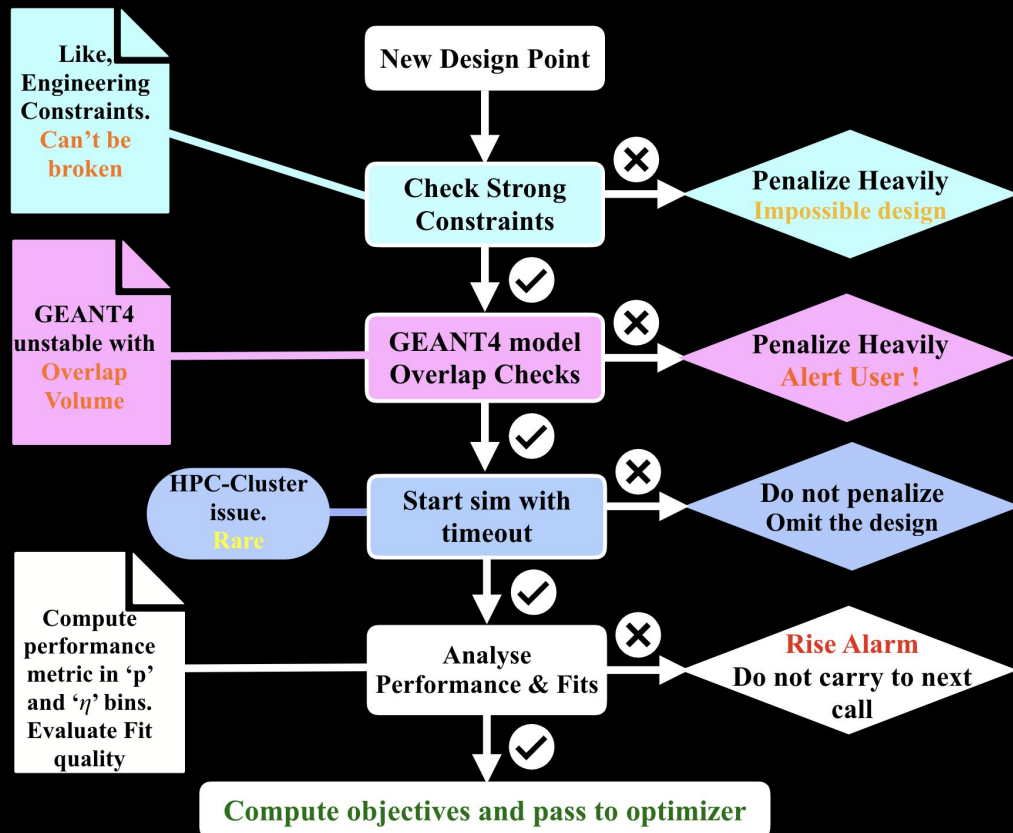 New Design Point
Like,
Engineering
Constraints.
Can't be
broken
Check Strong
Constraints
Penalize Heavily
Impossible design
GEANT4
unstable with
Overlap
Volume
GEANT4 model
Overlap Checks
Penalize Heavily
Alert User !
HPC-Cluster
issue.
Rare
Start sim with
timeout
Do not penalize
Omit the design
Compute
performance
metric in ‘p’
and ‘η’ bins.
Evaluate Fit
quality
Analyse
Performance & Fits
Rise Alarm
Do not carry to next
call
Compute objectives and pass to optimizer